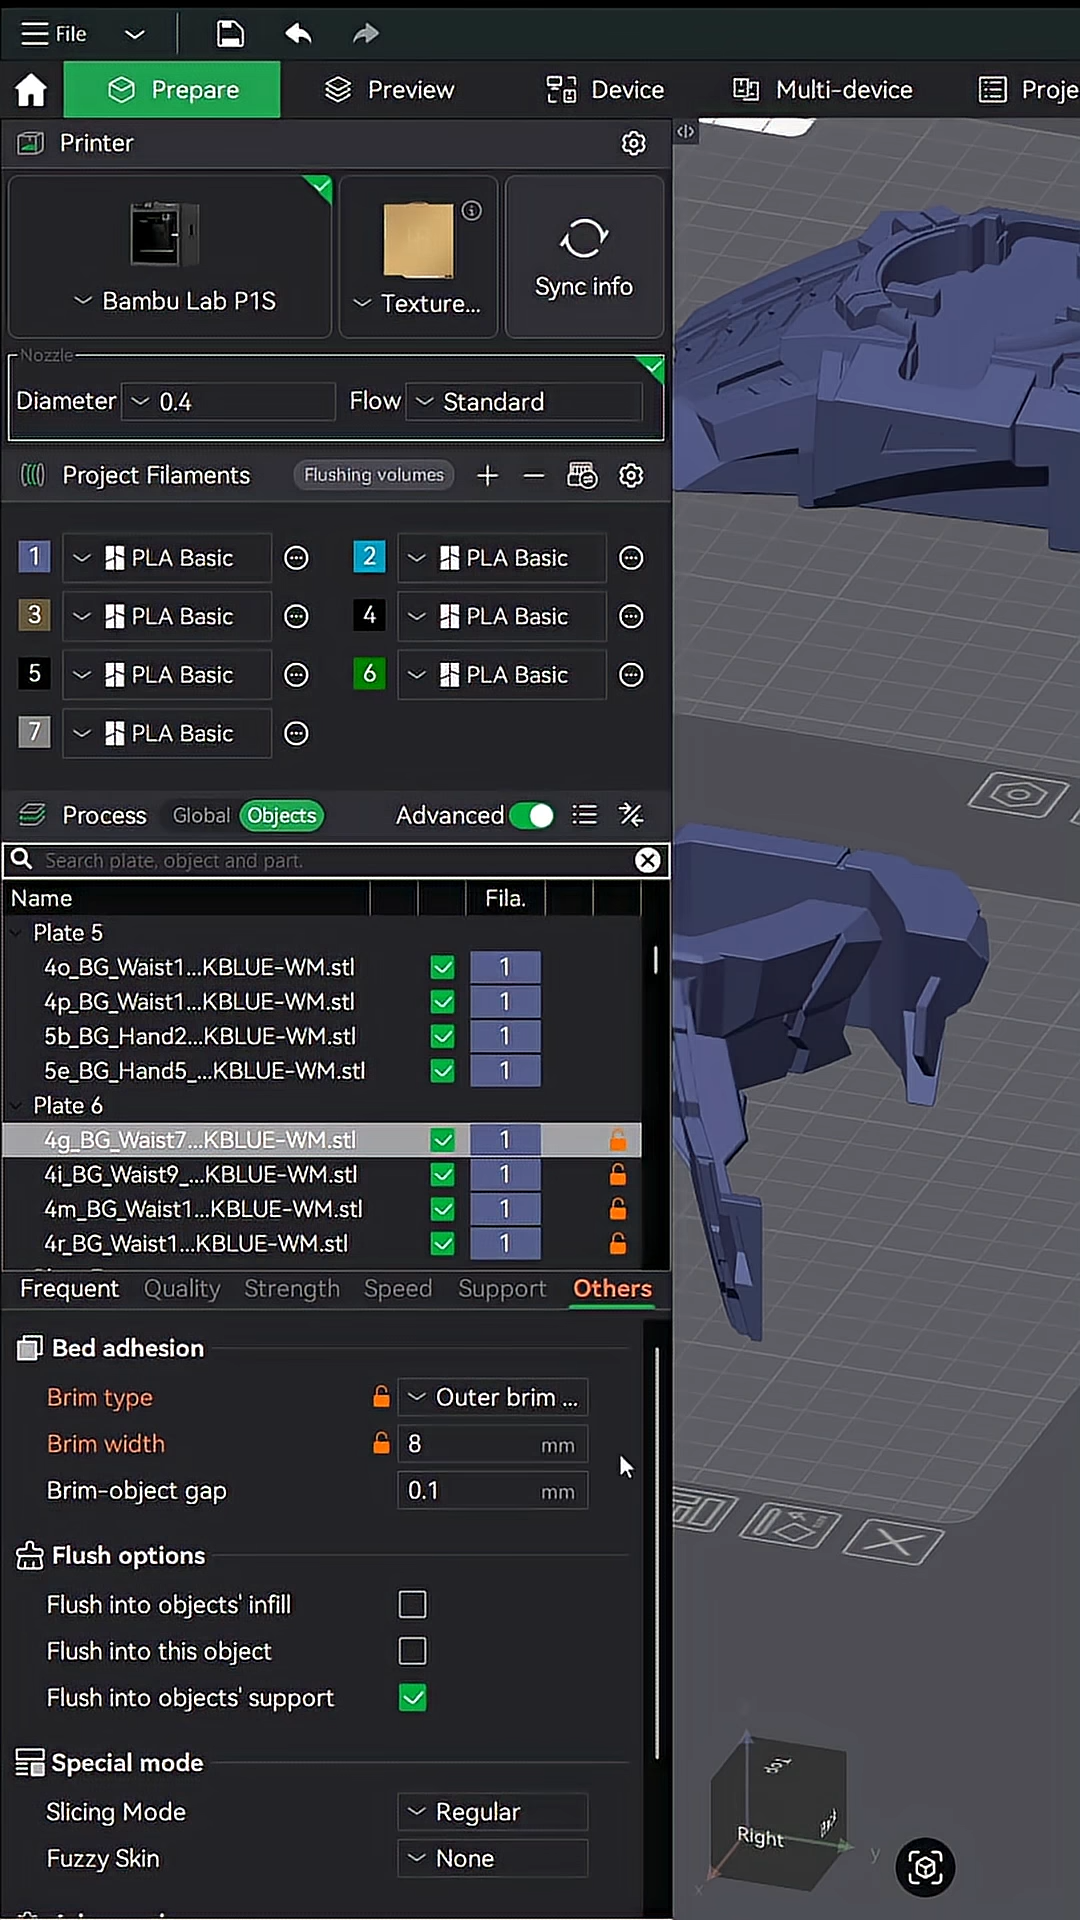 File
Prepare Preview Device Multi-device Proje
Printer
Bambu Lab P1S Texture... Sync info
Nozzle
Diameter 0.4 Flow Standard
Project Filaments Flushing volumes
1 PLA Basic 2 PLA Basic
3 PLA Basic 4 PLA Basic
5 PLA Basic 6 PLA Basic
7 PLA Basic
Process Global Objects Advanced
Search plate, object and part.
Name Fila.
Plate 5
4o_BG_Waist1...KBLUE-WM.stl 1
4p_BG_Waist1...KBLUE-WM.stl 1
5b_BG_Hand2...KBLUE-WM.stl 1
5e_BG_Hand5_...KBLUE-WM.stl 1
Plate 6
4g_BG_Waist7...KBLUE-WM.stl 1
4i_BG_Waist9_...KBLUE-WM.stl 1
4m_BG_Waist1...KBLUE-WM.stl 1
4r_BG_Waist1...KBLUE-WM.stl 1
Frequent Quality Strength Speed Support Others
Bed adhesion
Brim type Outer brim ...
Brim width 8 mm
Brim-object gap 0.1 mm
Flush options
Flush into objects' infill
Flush into this object
Flush into objects' support
Special mode
Slicing Mode Regular
Fuzzy Skin None
Top
Right
Back
y
x